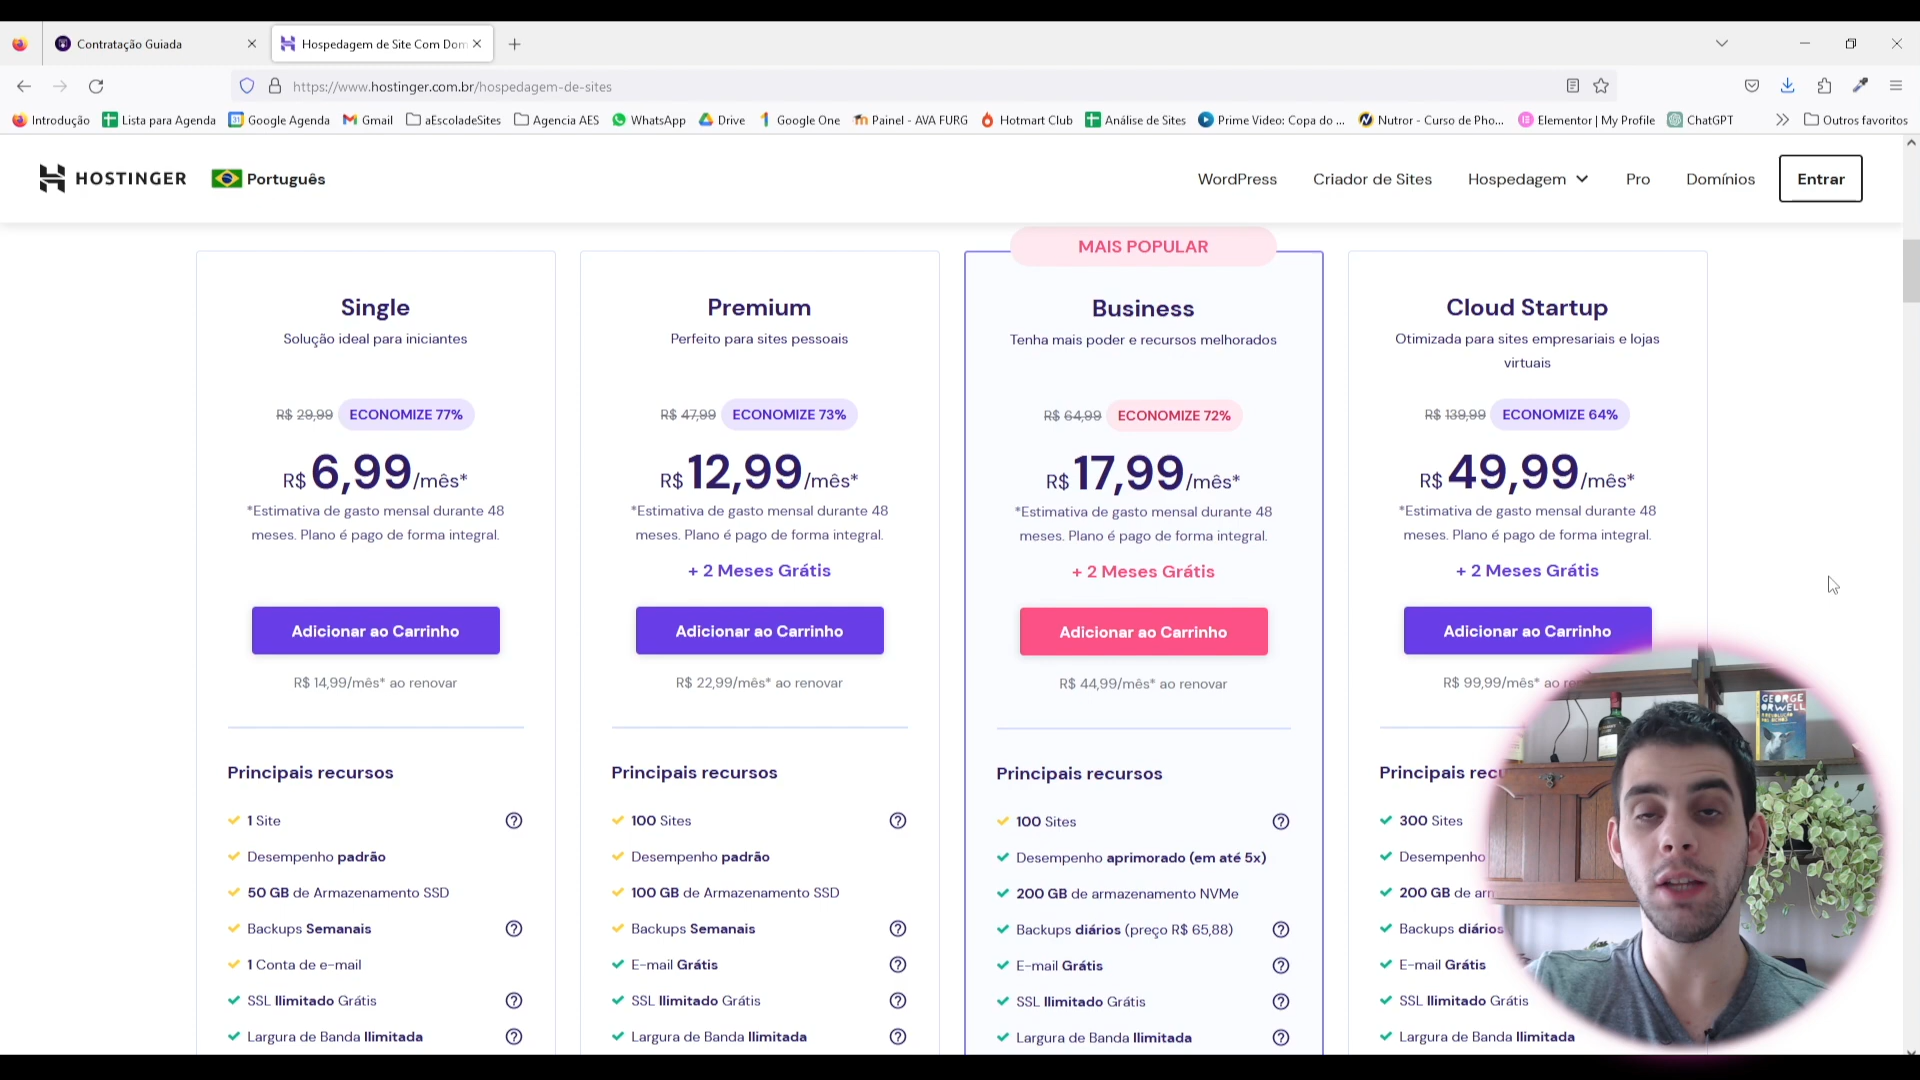 Contratação Guiada
Hospedagem de Site Com Dom
https://www.hostinger.com.br/hospedagem-de-sites
Introdução
Lista para Agenda
Google Agenda
Gmail
aEscoladeSites
Agencia AES
WhatsApp
Drive
Google One
Painel - AVA FURG
Hotmart Club
Análise de Sites
Prime Video: Copa do ...
Nutror - Curso de Pho...
Elementor | My Profile
ChatGPT
Outros favoritos
HOSTINGER
Português
WordPress
Criador de Sites
Hospedagem
Pro
Domínios
Entrar
Single
Solução ideal para iniciantes
R$ 29,99 ECONOMIZE 77%
R$ 6,99/mês*
*Estimativa de gasto mensal durante 48
meses. Plano é pago de forma integral.
Adicionar ao Carrinho
R$ 14,99/mês* ao renovar
Principais recursos
1 Site
Desempenho padrão
50 GB de Armazenamento SSD
Backups Semanais
1 Conta de e-mail
SSL Ilimitado Grátis
Largura de Banda Ilimitada
Premium
Perfeito para sites pessoais
R$ 47,99 ECONOMIZE 73%
R$ 12,99/mês*
*Estimativa de gasto mensal durante 48
meses. Plano é pago de forma integral.
+ 2 Meses Grátis
Adicionar ao Carrinho
R$ 22,99/mês* ao renovar
Principais recursos
100 Sites
Desempenho padrão
100 GB de Armazenamento SSD
Backups Semanais
E-mail Grátis
SSL Ilimitado Grátis
Largura de Banda Ilimitada
MAIS POPULAR
Business
Tenha mais poder e recursos melhorados
R$ 64,99 ECONOMIZE 72%
R$ 17,99/mês*
*Estimativa de gasto mensal durante 48
meses. Plano é pago de forma integral.
+ 2 Meses Grátis
Adicionar ao Carrinho
R$ 44,99/mês* ao renovar
Principais recursos
100 Sites
Desempenho aprimorado (em até 5x)
200 GB de armazenamento NVMe
Backups diários (preço R$ 65,88)
E-mail Grátis
SSL Ilimitado Grátis
Largura de Banda Ilimitada
Cloud Startup
Otimizada para sites empresariais e lojas
virtuais
R$ 139,99 ECONOMIZE 64%
R$ 49,99/mês*
*Estimativa de gasto mensal durante 48
meses. Plano é pago de forma integral.
+ 2 Meses Grátis
Adicionar ao Carrinho
R$ 99,99/mês* ao
Principais
300 Sites
Desempenho
200 GB de
Backups diários
E-mail Grátis
SSL Ilimitado Grátis
Largura de Banda Ilimitada
GEORGE
ORWELL